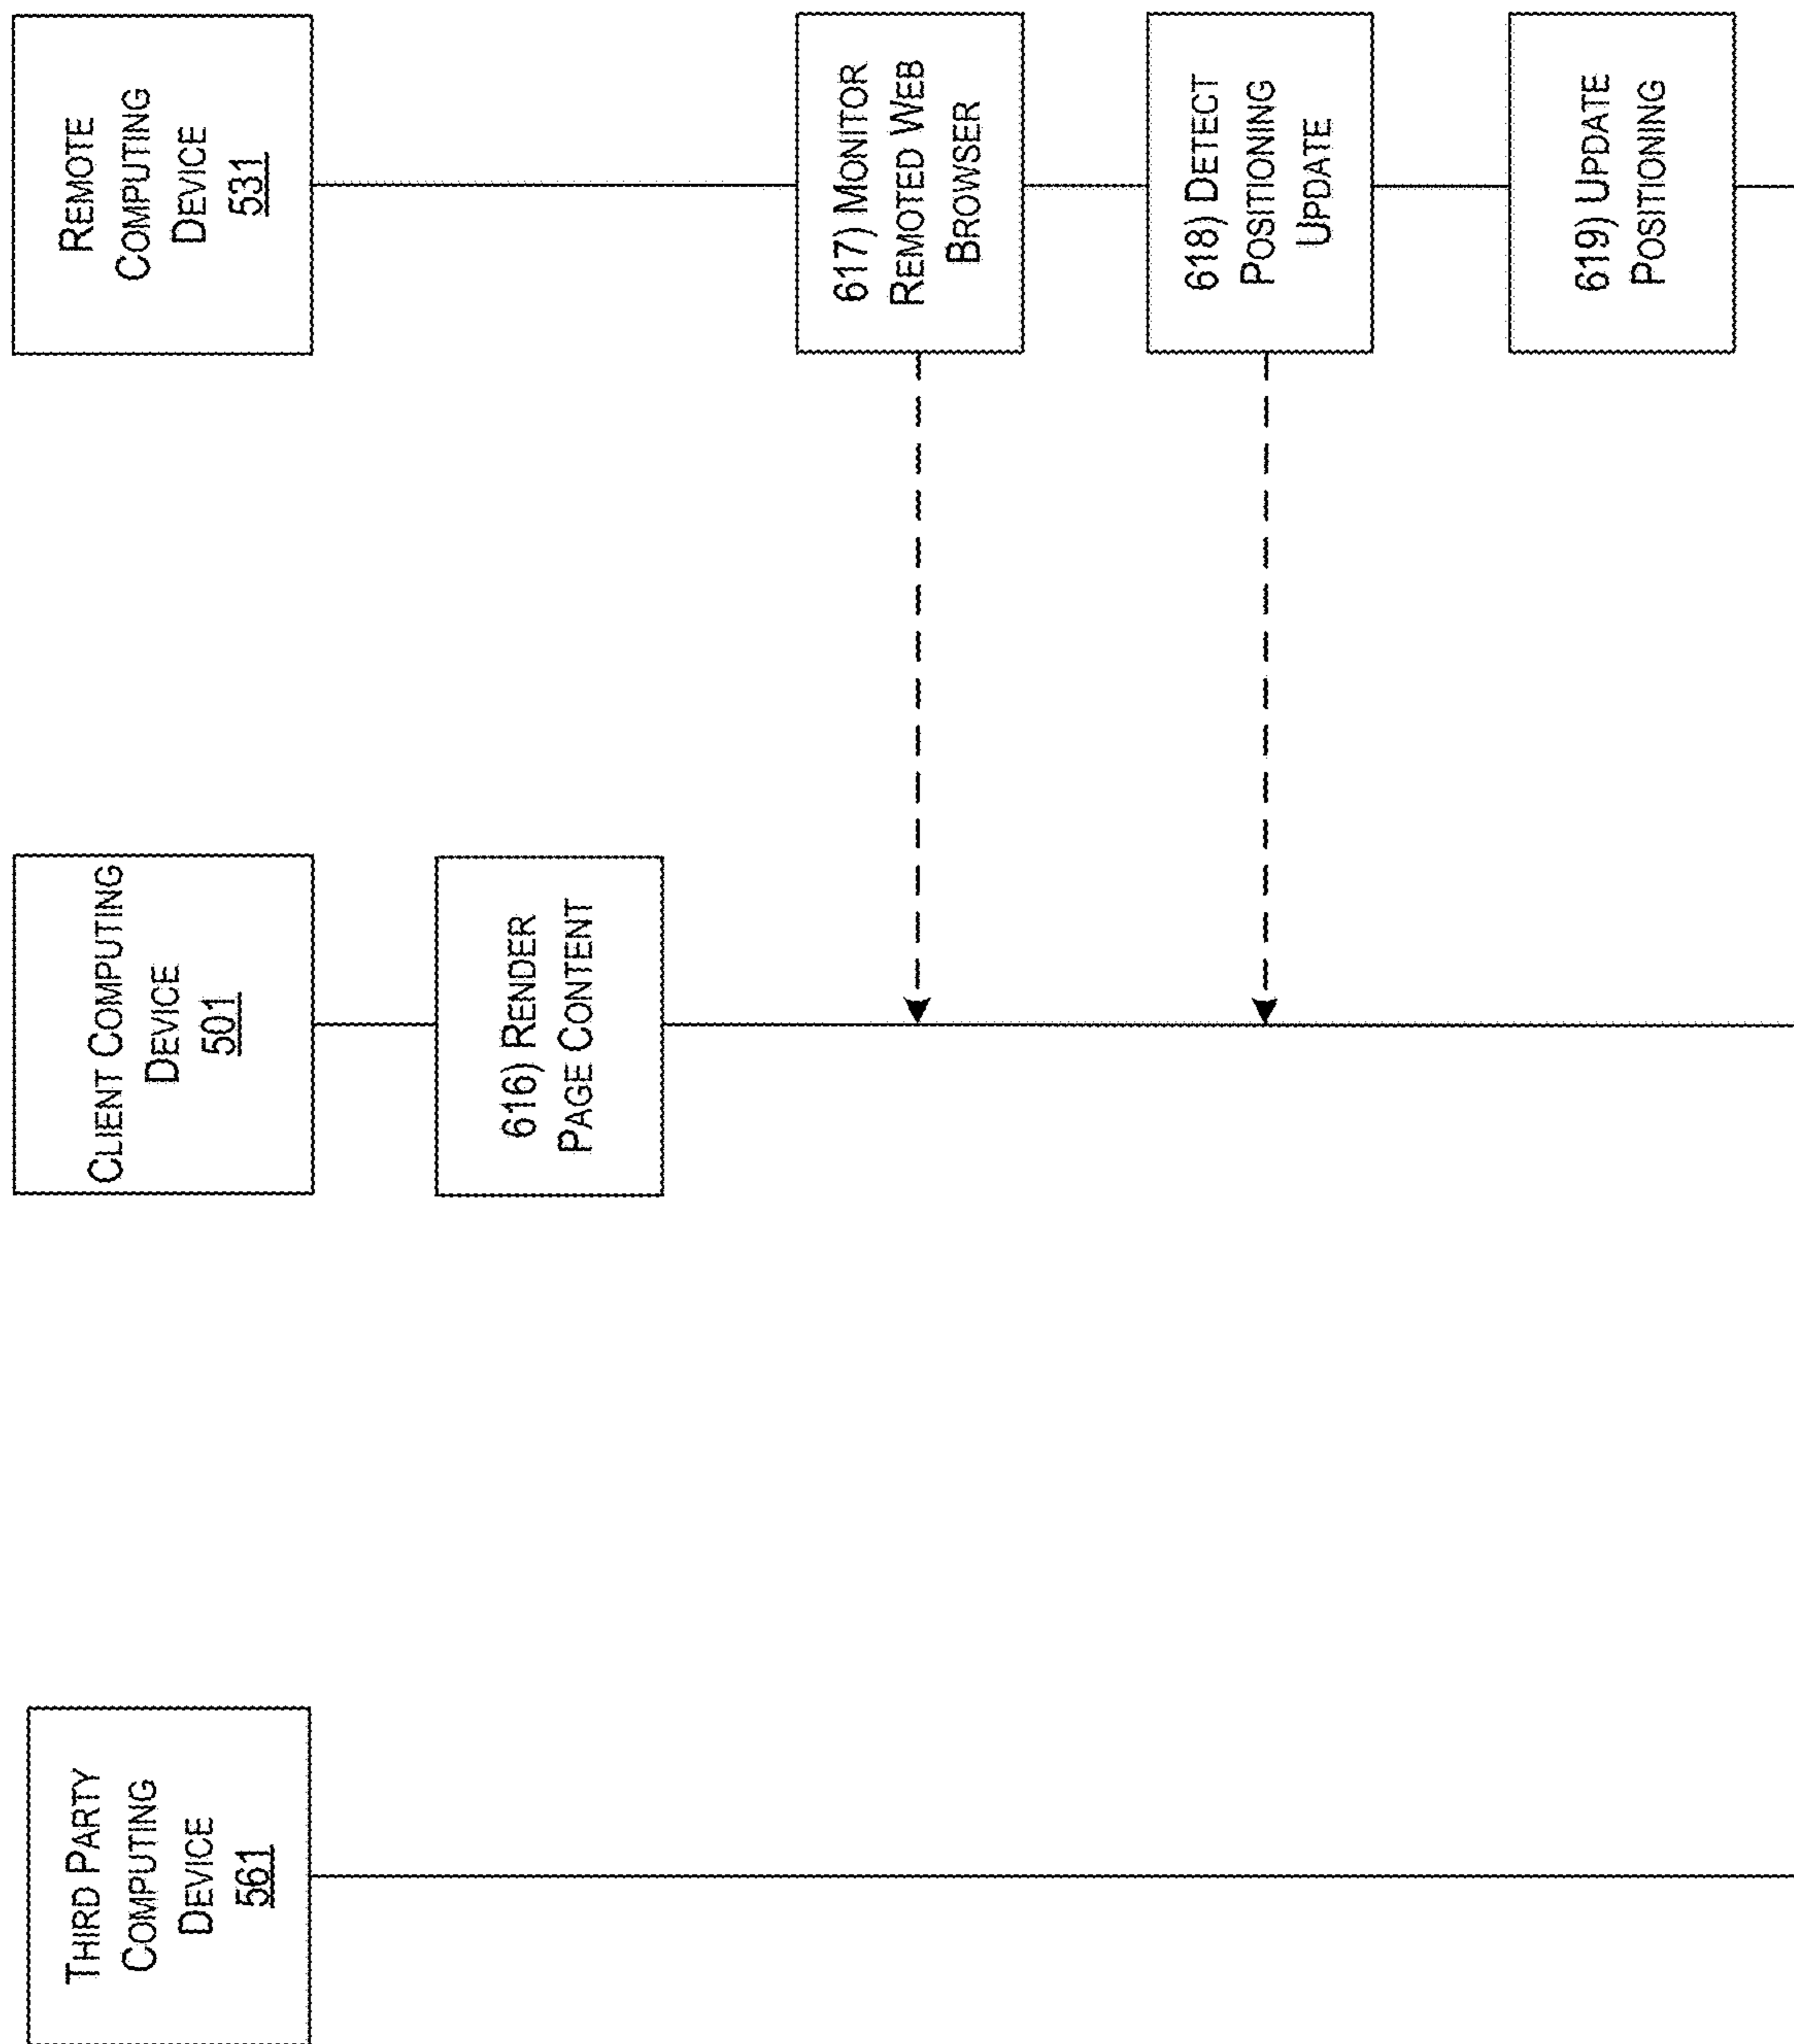 THIRD PARTY
COMPUTING
DEVICE
561
CLIENT COMPUTING
DEVICE
501
REMOTE
COMPUTING
DEVICE
531
616) RENDER
PAGE CONTENT
617) MONITOR
REMOTED WEB
BROWSER
618) DETECT
POSITIONING
UPDATE
619) UPDATE
POSITIONING